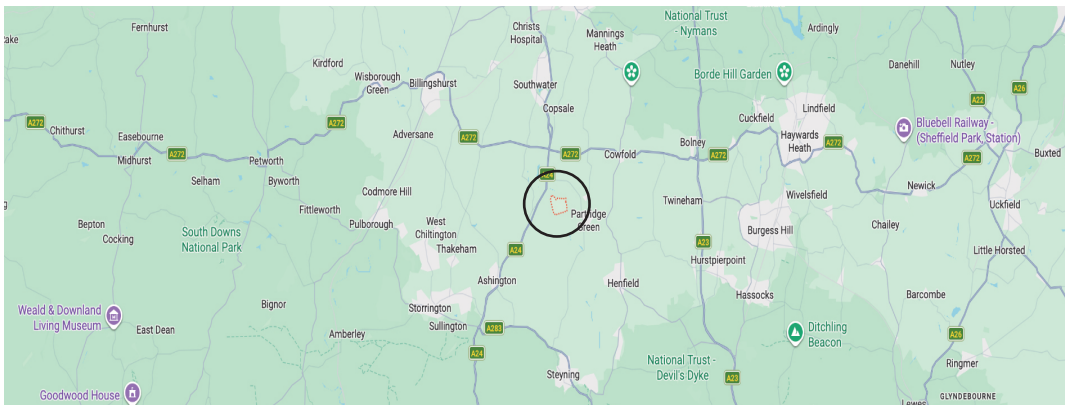 Fernhurst
Christs
Hospital
Mannings
Heath
National Trust
- Nymans
Ardingly
Kirdford
Wisborough
Green
Billingshurst
Southwater
Borde Hill Garden
Danehill
Nutley
A26
A22
Copsale
Lindfield
A272
Chithurst
Easebourne
A272
Adversane
A272
Cuckfield
Haywards
Heath
A272
Bluebell Railway -
(Sheffield Park, Station)
Midhurst
A272
Petworth
A272
Cowfold
Bolney
A272
A272
Buxted
Selham
Byworth
Codmore Hill
A24
Newick
Fittleworth
Twineham
Wivelsfield
Uckfield
Bepton
Cocking
South Downs
National Park
Pulborough
West
Chiltington
Partridge
Green
Burgess Hill
Chailey
Thakeham
A24
A23
Hurstpierpoint
Little Horsted
Ashington
Henfield
Hassocks
Barcombe
Weald & Downland
Living Museum
Bignor
Storrington
East Dean
Amberley
Sullington
A283
Ditchling
Beacon
A26
A24
National Trust -
Devil's Dyke
Ringmer
Steyning
A23
Goodwood House
Lewes
GLYNDEBOURNE